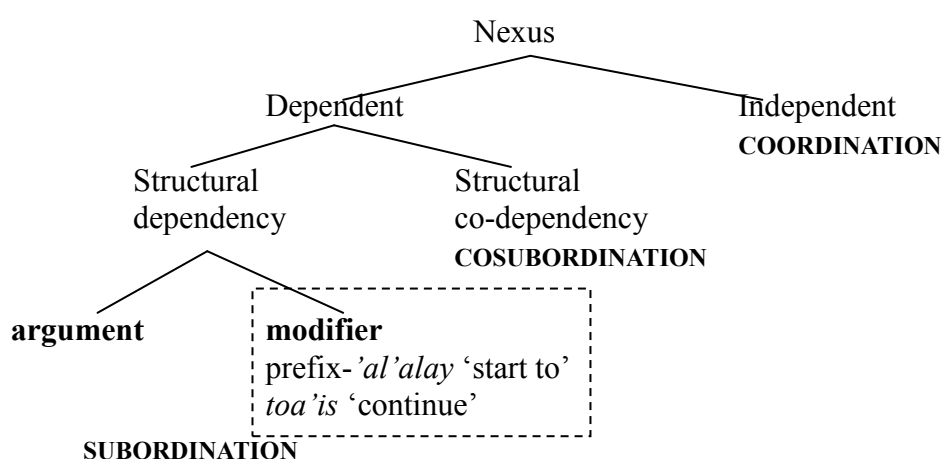 Nexus
Dependent Independent
COORDINATION
Structural Structural
dependency co-dependency
COSUBORDINATION
argument modifier
prefix-’al’alay ‘start to’
toa’is ‘continue’
SUBORDINATION